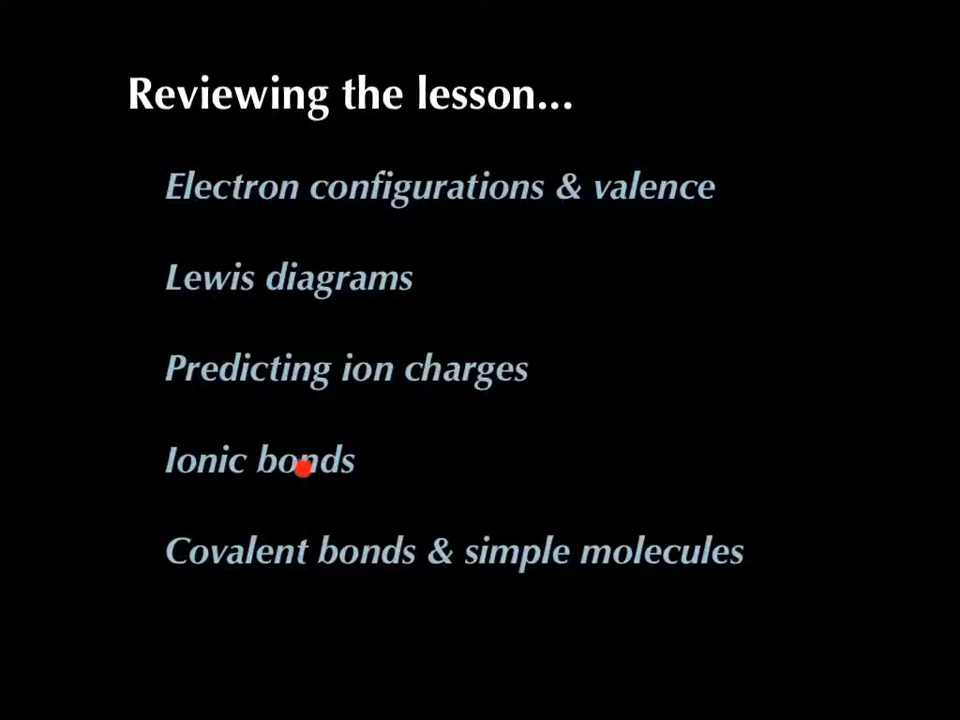 Reviewing the lesson...
Electron configurations & valence
Lewis diagrams
Predicting ion charges
Ionic bonds
Covalent bonds & simple molecules